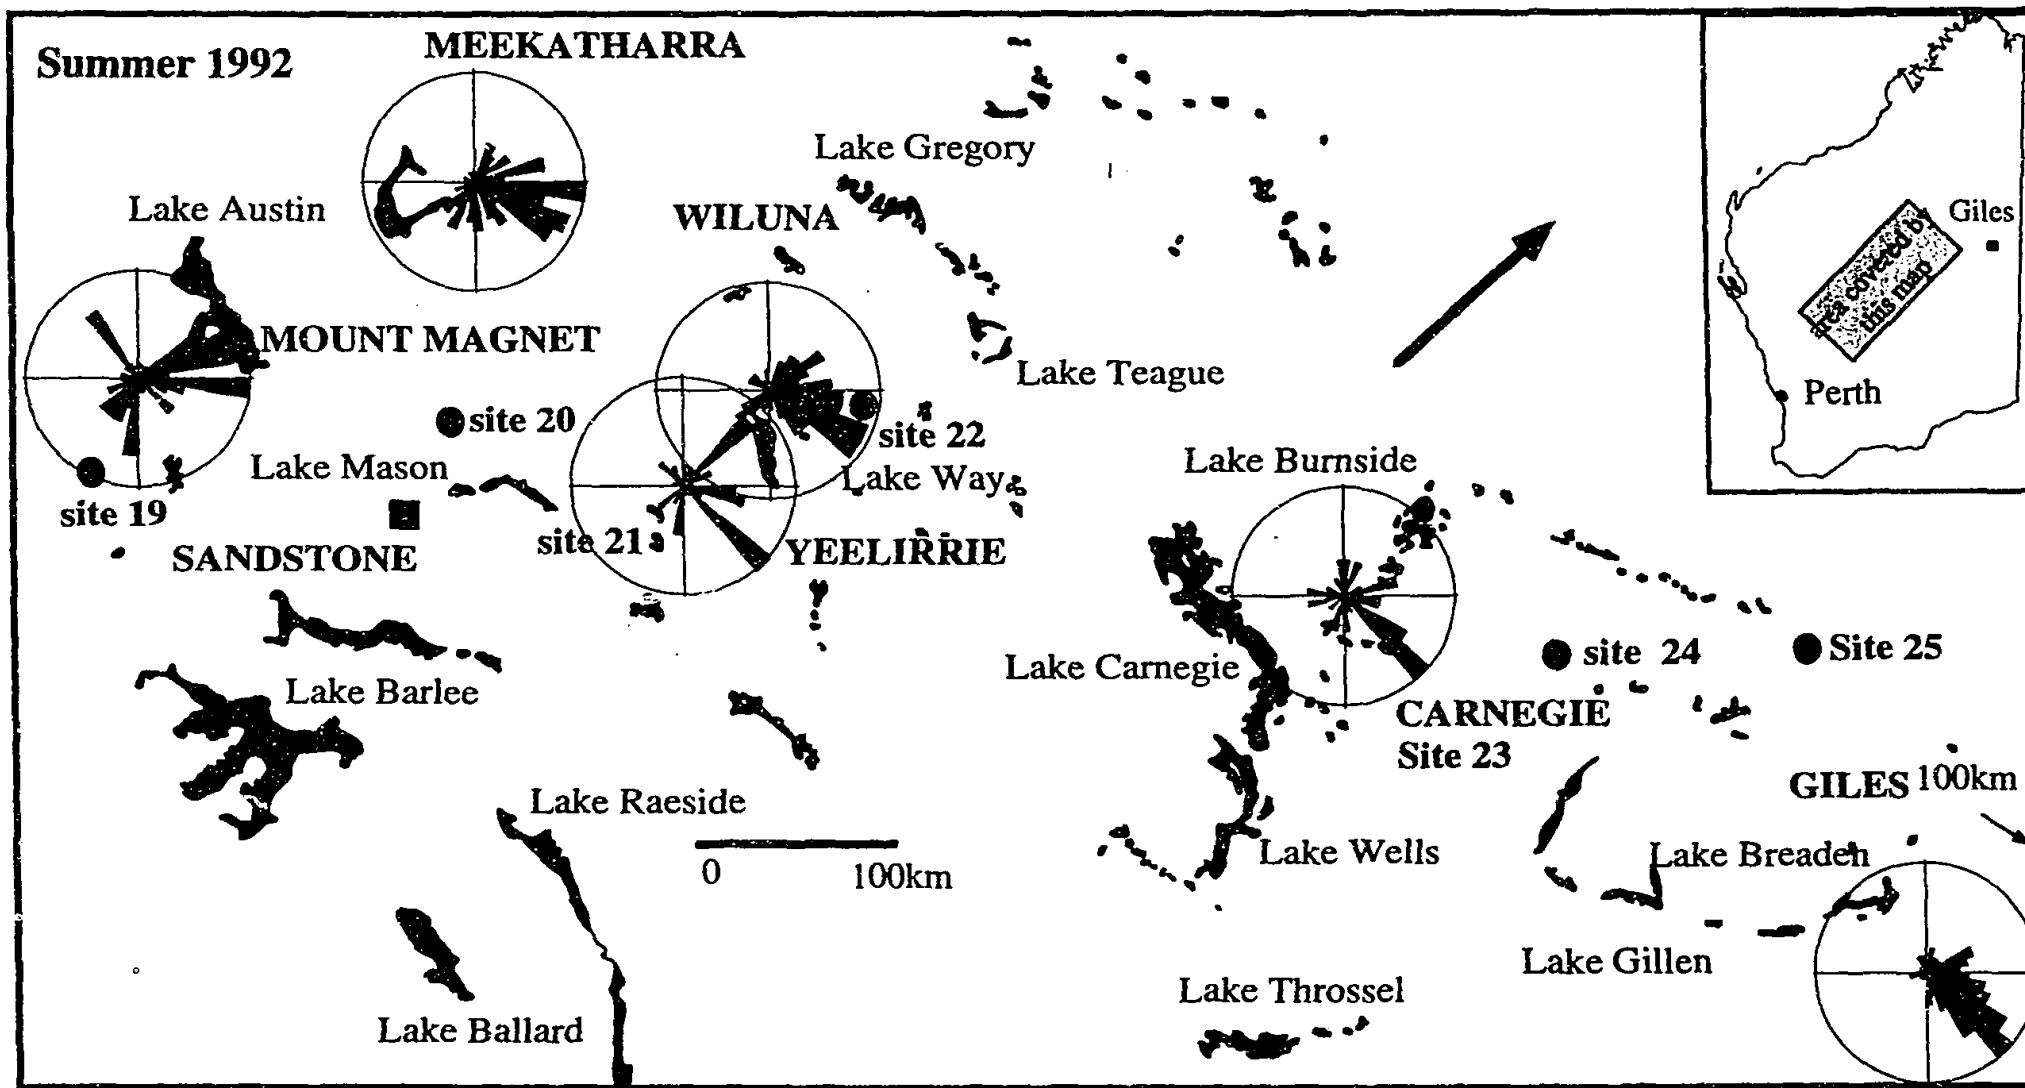 Summer 1992
MEEKATHARRA
Lake Gregory
Lake Austin
WILUNA
Giles
area covered by
this map
MOUNT MAGNET
Lake Teague
Perth
site 20
site 22
Lake Mason
Lake Way
Lake Burnside
site 19
site 21
SANDSTONE
YEELIRRIE
Lake Carnegie
site 24
Site 25
Lake Barlee
CARNEGIE
Site 23
GILES 100km
Lake Raeside
Lake Wells
Lake Breaden
0 100km
Lake Gillen
Lake Throssel
Lake Ballard